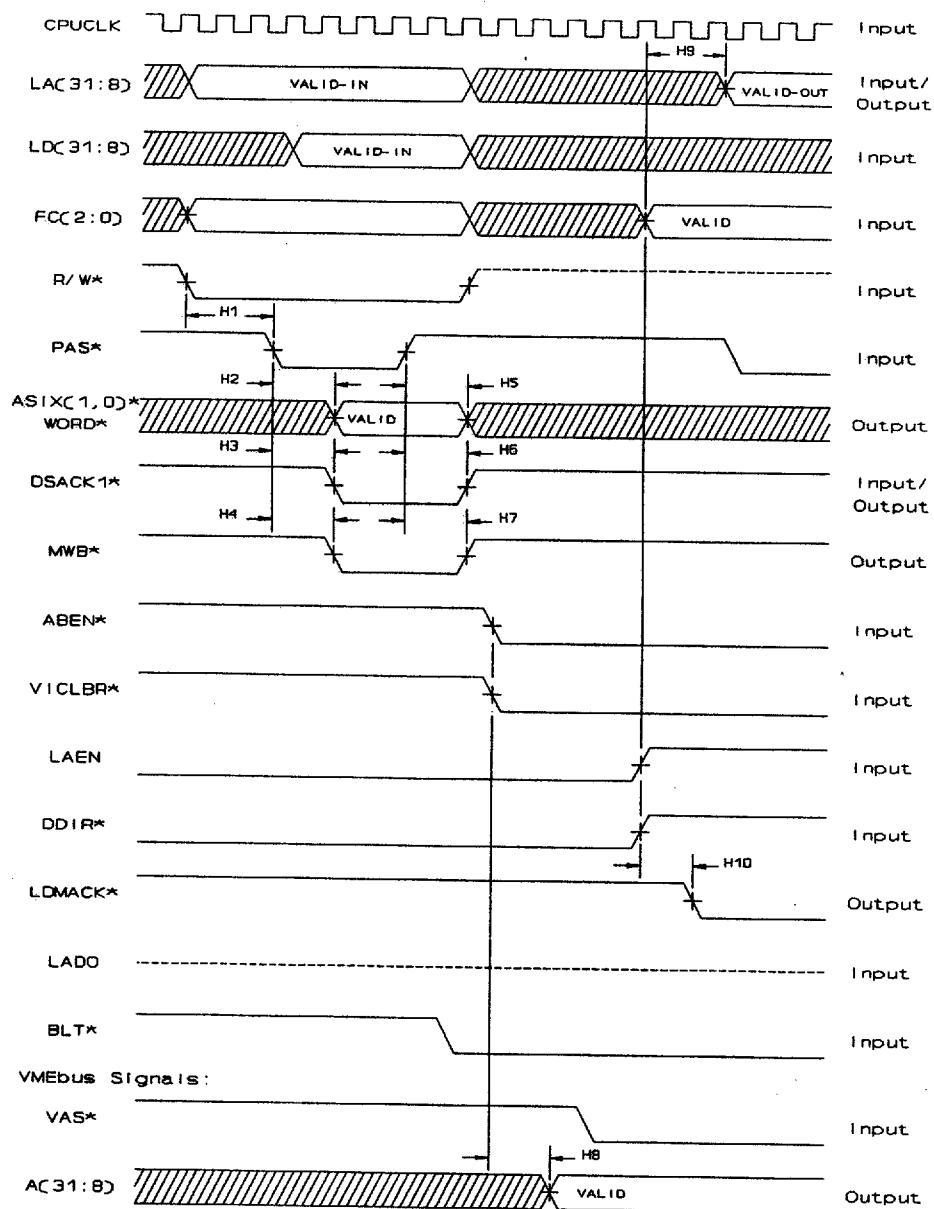 CPUCLK Input
H9
LA(31:8) VALID-IN VALID-OUT Input/
Output
LD(31:8) VALID-IN Input
FC(2:0) VALID Input
R/W* Input
H1
PAS* Input
H2 H5
ASIX(1,0)*
WORD* VALID Output
H3 H6
DSACK1* Input/
Output
H4 H7
MWB* Output
ABEN* Input
VICLBR* Input
LAEN Input
DDIR* Input
H10
LDMACK* Output
LADO Input
BLT* Input
VMEbus Signals:
VAS* Input
H8
A(31:8) VALID Output